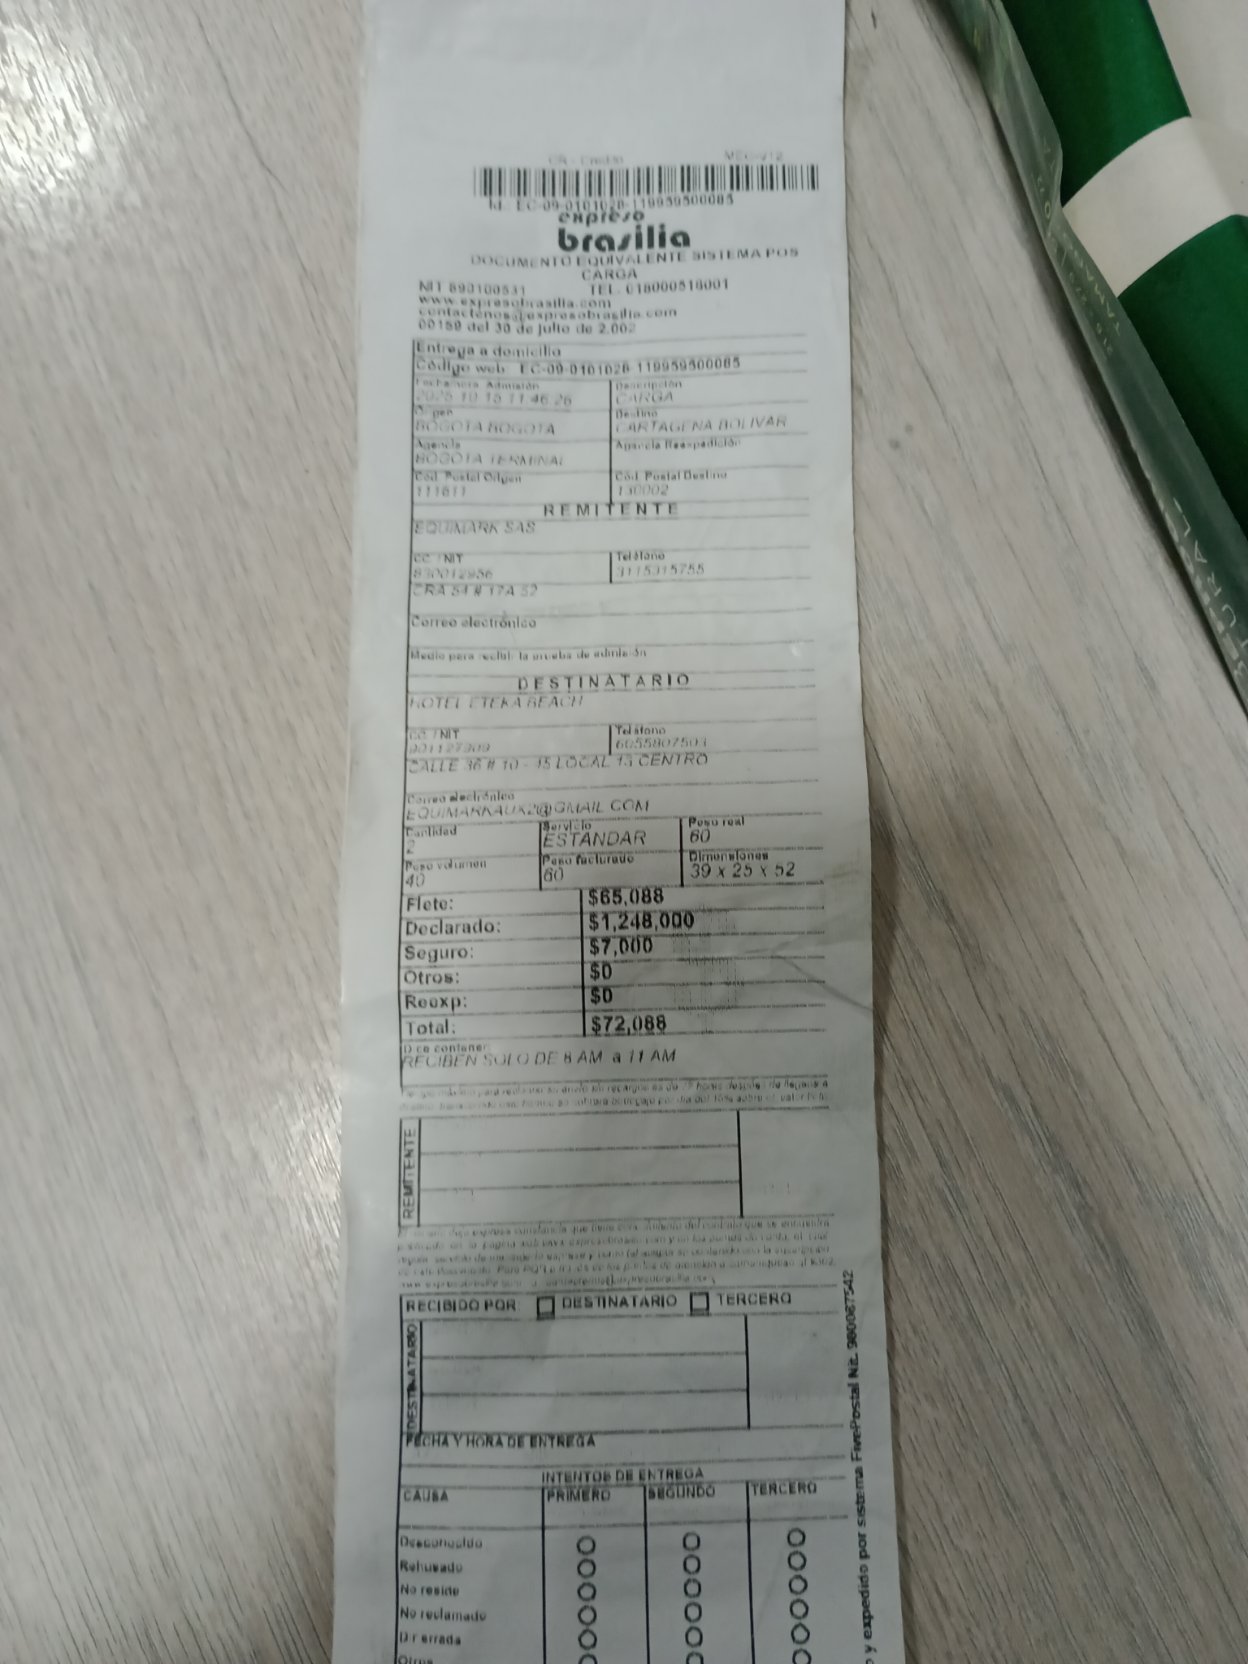 CR - Credito
Id.: EC-09-0101028-119959500085
expreso
brasilia
DOCUMENTO EQUIVALENTE SISTEMA POS
CARGA
NIT 890100531 TEL. 018000518001
www.expresobrasilia.com
contactenos@expresobrasilia.com
00189 del 30 de julio de 2.002
Entrega a domicilio
Código web: EC-09-0101028-119959500085
Fecha hora Admisión Descripción
2025 10 15 11:46:26 CARGA
Origen Destino
BOGOTA BOGOTA CARTAGENA BOLIVAR
Agencia Agencia Reexpedición
BOGOTA TERMINAL
Cód. Postal Origen Cód. Postal Destino
111611 130002
REMITENTE
EQUIMARK SAS
CC / NIT Teléfono
830012956 3115315755
CRA 54 # 17A 52
Correo electrónico
Medio para recibir la prueba de admisión
DESTINATARIO
HOTEL ETEKA BEACH
CC / NIT Teléfono
901127309 6055807503
CALLE 36 # 10 - 45 LOCAL 13 CENTRO
Correo electrónico
EQUIMARKAUX2@GMAIL.COM
Cantidad Servicio Peso real
2 ESTANDAR 60
Peso volumen Peso facturado Dimensiones
40 60 39 x 25 x 52
Flete: $65,088
Declarado: $1,248,000
Seguro: $7,000
Otros: $0
Reexp: $0
Total: $72,088
Dice contener:
RECIBEN SOLO DE 8 AM a 11 AM
REMITENTE
RECIBIDO POR: DESTINATARIO TERCERO
DESTINATARIO
FECHA Y HORA DE ENTREGA
INTENTOS DE ENTREGA
CAUSA PRIMERO SEGUNDO TERCERO
Desconocido
Rehusado
No reside
No reclamado
Dir errada
Otros
o y expedido por sistema FivePostal Nit. 900067542